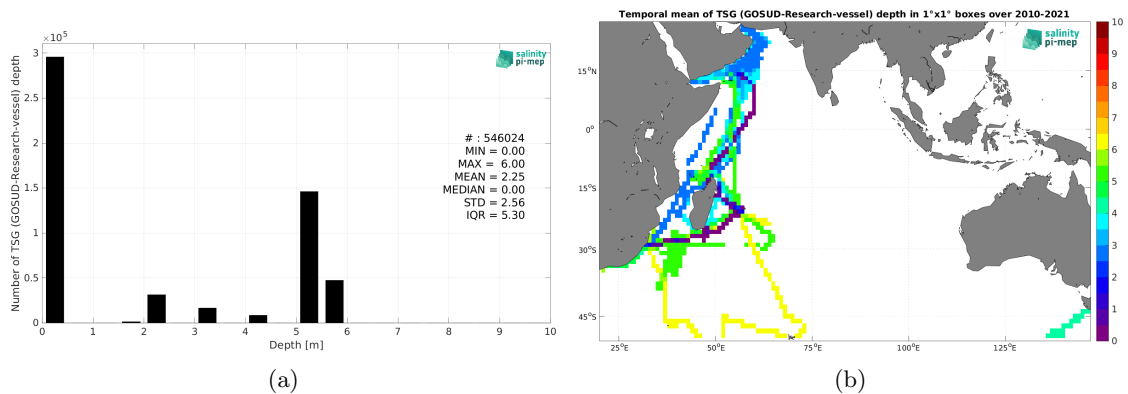 ×10⁵
3
2.5
2
1.5
1
0.5
0
Number of TSG (GOSUD-Research-vessel) depth
salinity
pi-mep
# : 546024
MIN = 0.00
MAX = 6.00
MEAN = 2.25
MEDIAN = 0.00
STD = 2.56
IQR = 5.30
0 1 2 3 4 5 6 7 8 9 10
Depth [m]
(a)
Temporal mean of TSG (GOSUD-Research-vessel) depth in 1°x1° boxes over 2010-2021
salinity
pi-mep
15°N
0°
15°S
30°S
45°S
25°E 50°E 75°E 100°E 125°E
10
9
8
7
6
5
4
3
2
1
0
(b)